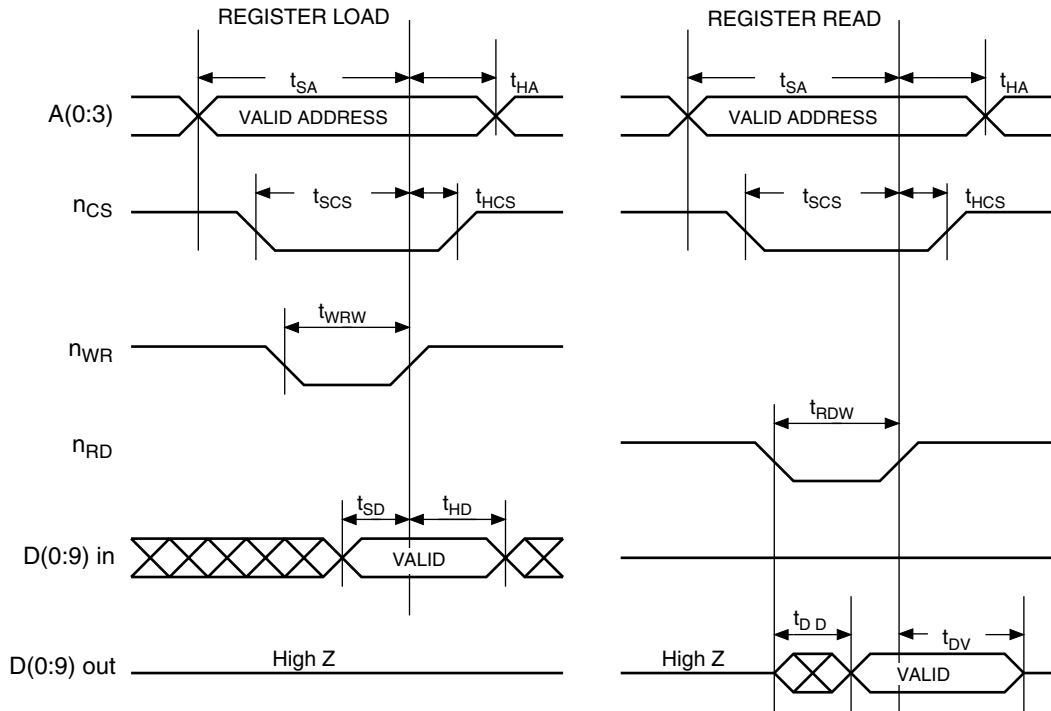 REGISTER LOAD
REGISTER READ
A(0:3)
tSA
tHA
VALID ADDRESS
tSA
tHA
VALID ADDRESS
nCS
tSCS
tHCS
tSCS
tHCS
nWR
tWRW
nRD
tRDW
D(0:9) in
tSD
tHD
VALID
D(0:9) out
High Z
High Z
tD D
tDV
VALID